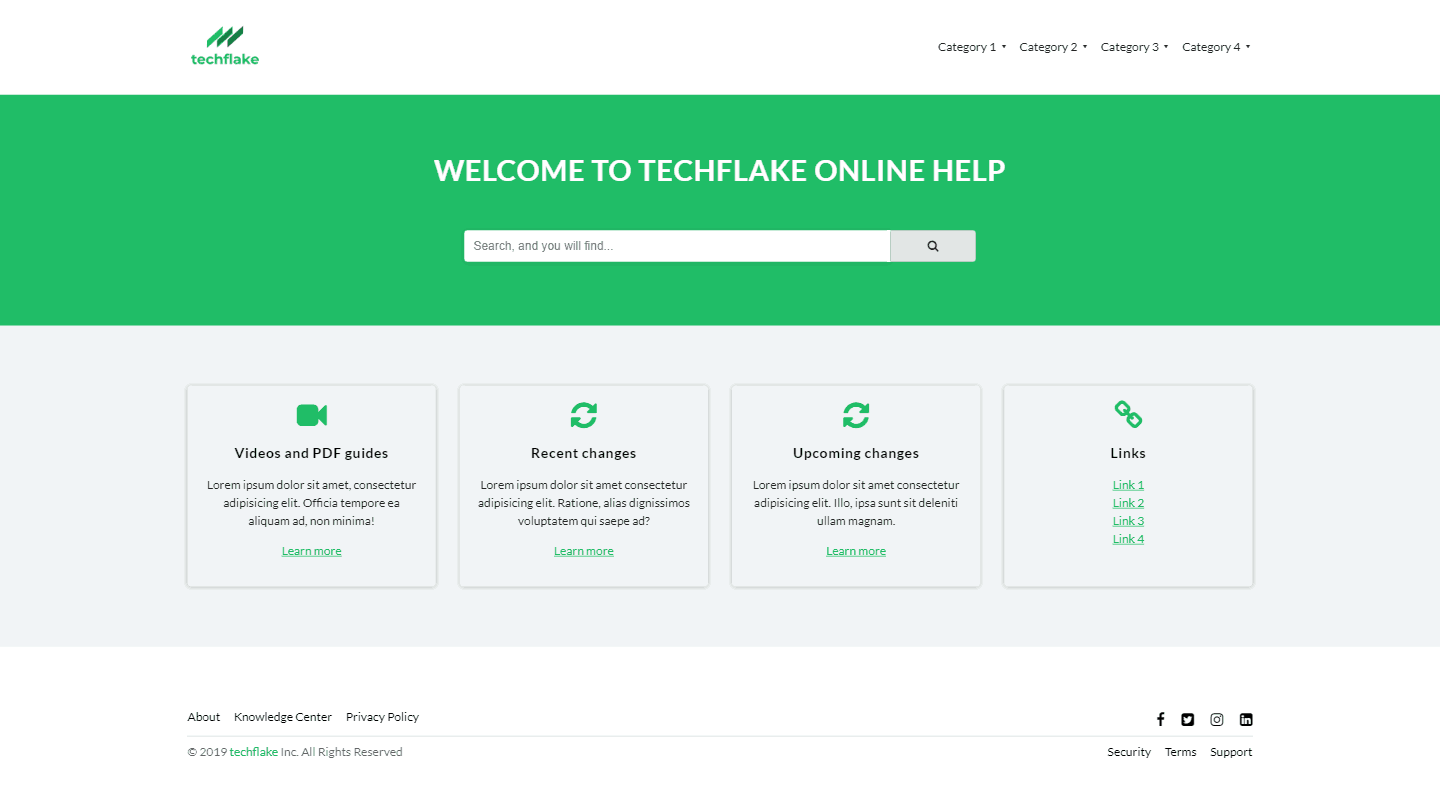 techflake
Category 1 Category 2 Category 3 Category 4
WELCOME TO TECHFLAKE ONLINE HELP
Search, and you will find...
Videos and PDF guides
Lorem ipsum dolor sit amet, consectetur
adipisicing elit. Officia tempore ea
aliquam ad, non minima!
Learn more
Recent changes
Lorem ipsum dolor sit amet consectetur
adipisicing elit. Ratione, alias dignissimos
voluptatem qui saepe ad?
Learn more
Upcoming changes
Lorem ipsum dolor sit amet consectetur
adipisicing elit. Illo, ipsa sunt sit deleniti
ullam magnam.
Learn more
Links
Link 1
Link 2
Link 3
Link 4
About Knowledge Center Privacy Policy
© 2019 techflake Inc. All Rights Reserved
Security Terms Support